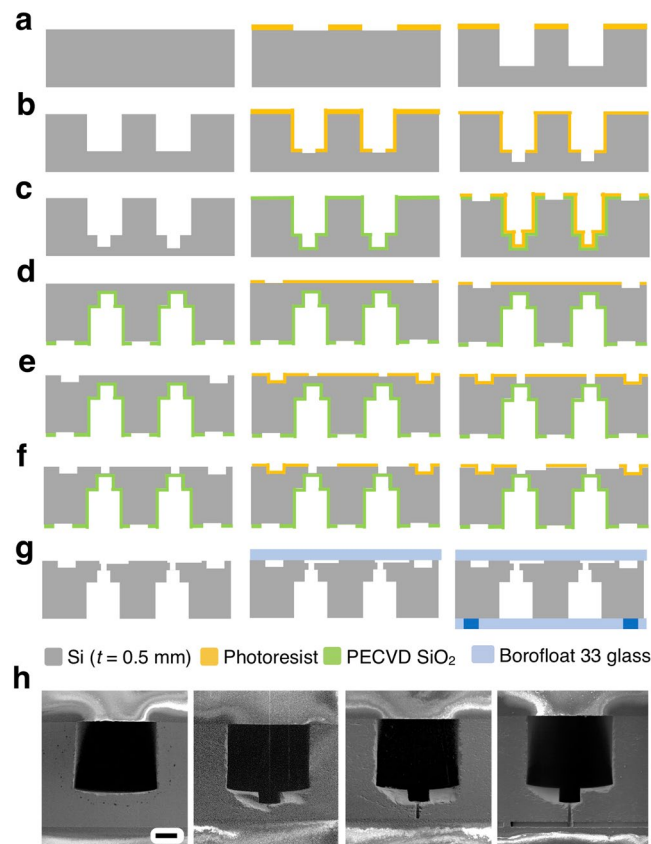 a
b
c
d
e
f
g
Si (t = 0.5 mm) Photoresist PECVD SiO₂ Borofloat 33 glass
h